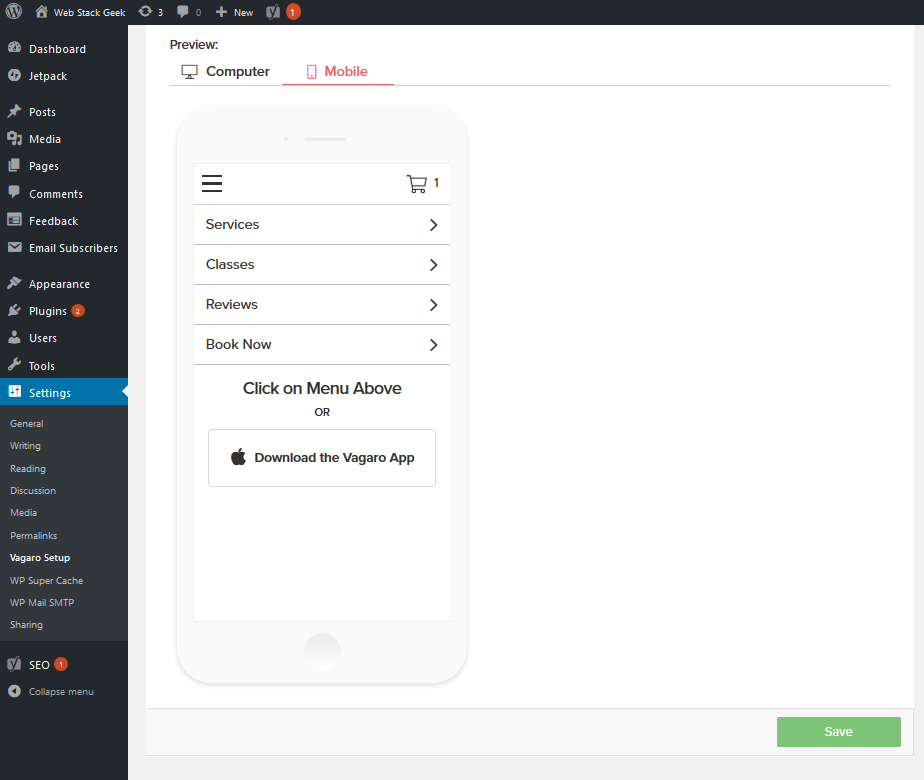 Web Stack Geek 3 0 New 1
Dashboard
Jetpack
Posts
Media
Pages
Comments
Feedback
Email Subscribers
Appearance
Plugins 2
Users
Tools
Settings
General
Writing
Reading
Discussion
Media
Permalinks
Vagaro Setup
WP Super Cache
WP Mail SMTP
Sharing
SEO 1
Collapse menu
Preview:
Computer Mobile
1
Services
Classes
Reviews
Book Now
Click on Menu Above
OR
Download the Vagaro App
Save